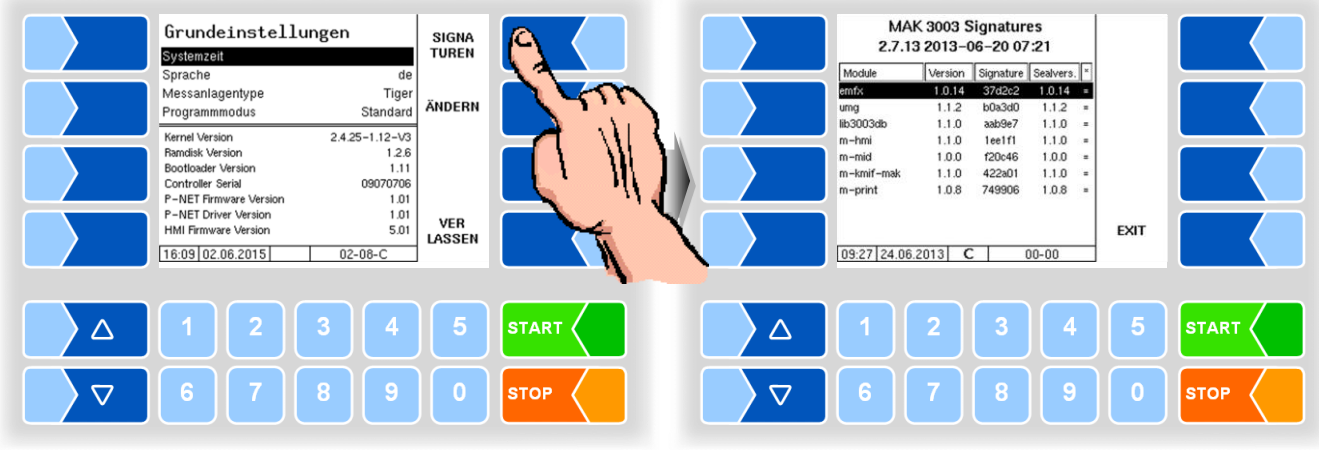 Grundeinstellungen
Systemzeit
Sprache de
Messanlagentype Tiger
Programmmodus Standard
Kernel Version 2.4.25-1.12-V3
Ramdisk Version 1.2.6
Bootloader Version 1.11
Controller Serial 09070706
P-NET Firmware Version 1.01
P-NET Driver Version 1.01
HMI Firmware Version 5.01
16:09 02.06.2015 02-08-C
SIGNA
TUREN
ÄNDERN
VER
LASSEN
1 2 3 4 5 START
6 7 8 9 0 STOP
MAK 3003 Signatures
2.7.13 2013-06-20 07:21
Module Version Signature Sealvers. =
emfx 1.0.14 37d2c2 1.0.14 =
umg 1.1.2 b0a3d0 1.1.2 =
lib3003db 1.1.0 aab9e7 1.1.0 =
m-hmi 1.1.0 1ee1f1 1.1.0 =
m-mid 1.0.0 f20c46 1.0.0 =
m-kmif-mak 1.1.0 422a01 1.1.0 =
m-print 1.0.8 749906 1.0.8 =
09:27 24.06.2013 C 00-00
EXIT
1 2 3 4 5 START
6 7 8 9 0 STOP